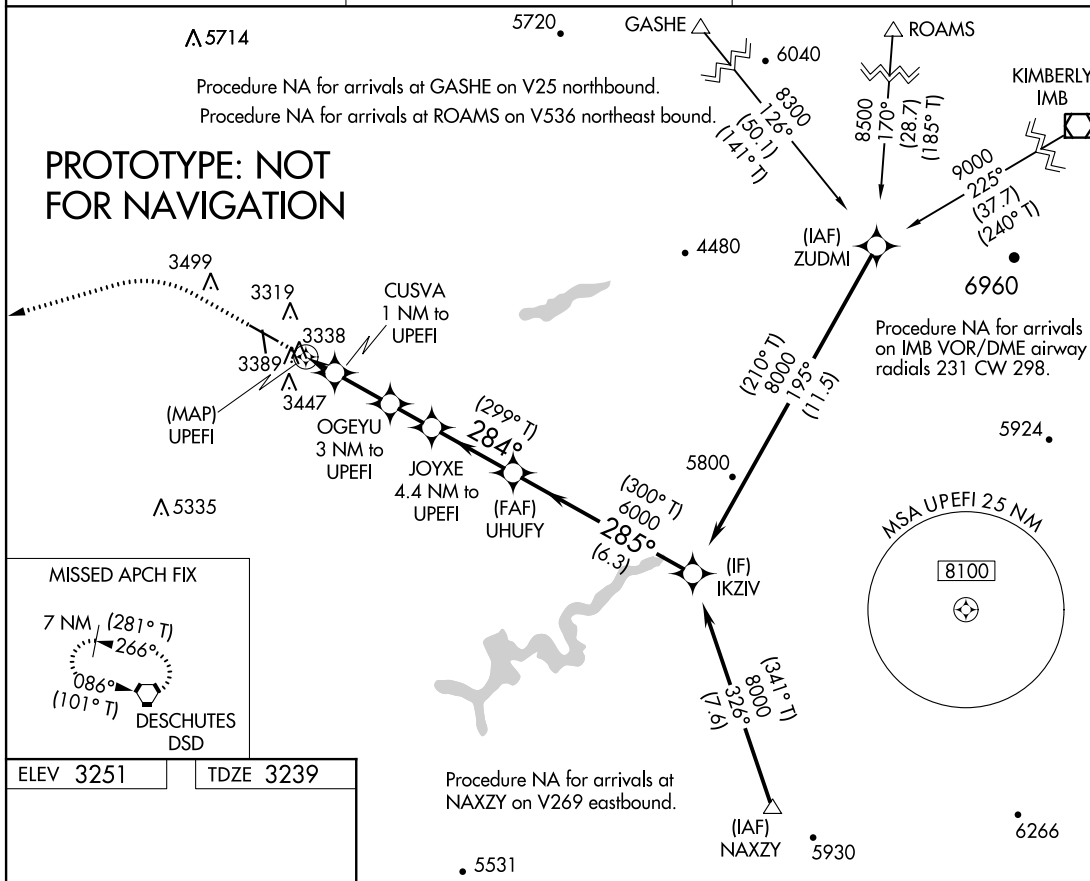 5714
5720
GASHE
ROAMS
6040
KIMBERLY
IMB
Procedure NA for arrivals at GASHE on V25 northbound.
Procedure NA for arrivals at ROAMS on V536 northeast bound.
8300
126°
(50.1)
(141° T)
8500
170°
(28.7)
(185° T)
9000
225°
(37.7)
(240° T)
PROTOTYPE: NOT
FOR NAVIGATION
(IAF)
ZUDMI
4480
6960
3499
3319
3338
3389
3447
CUSVA
1 NM to
UPEFI
Procedure NA for arrivals
on IMB VOR/DME airway
radials 231 CW 298.
(210° T)
8000
195°
(11.5)
(MAP)
UPEFI
OGEYU
3 NM to
UPEFI
(299° T)
284°
JOYXE
4.4 NM to
UPEFI
(FAF)
UHUFY
5924
5800
5335
(300° T)
6000
285°
(6.3)
(IF)
IKZIV
MSA UPEFI 25 NM
8100
MISSED APCH FIX
7 NM
(281° T)
266°
086°
(101° T)
DESCHUTES
DSD
(341° T)
8000
326°
(7.6)
ELEV 3251
TDZE 3239
Procedure NA for arrivals at
NAXZY on V269 eastbound.
(IAF)
NAXZY
5930
6266
5531